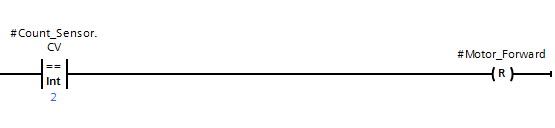 #Count_Sensor.
CV
#Motor_Forward
==
R
Int
2